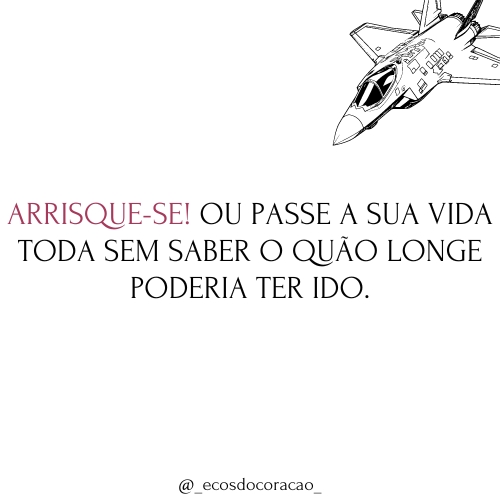 ARRISQUE-SE! OU PASSE A SUA VIDA
TODA SEM SABER O QUÃO LONGE
PODERIA TER IDO.
@_ecosdocoracao_